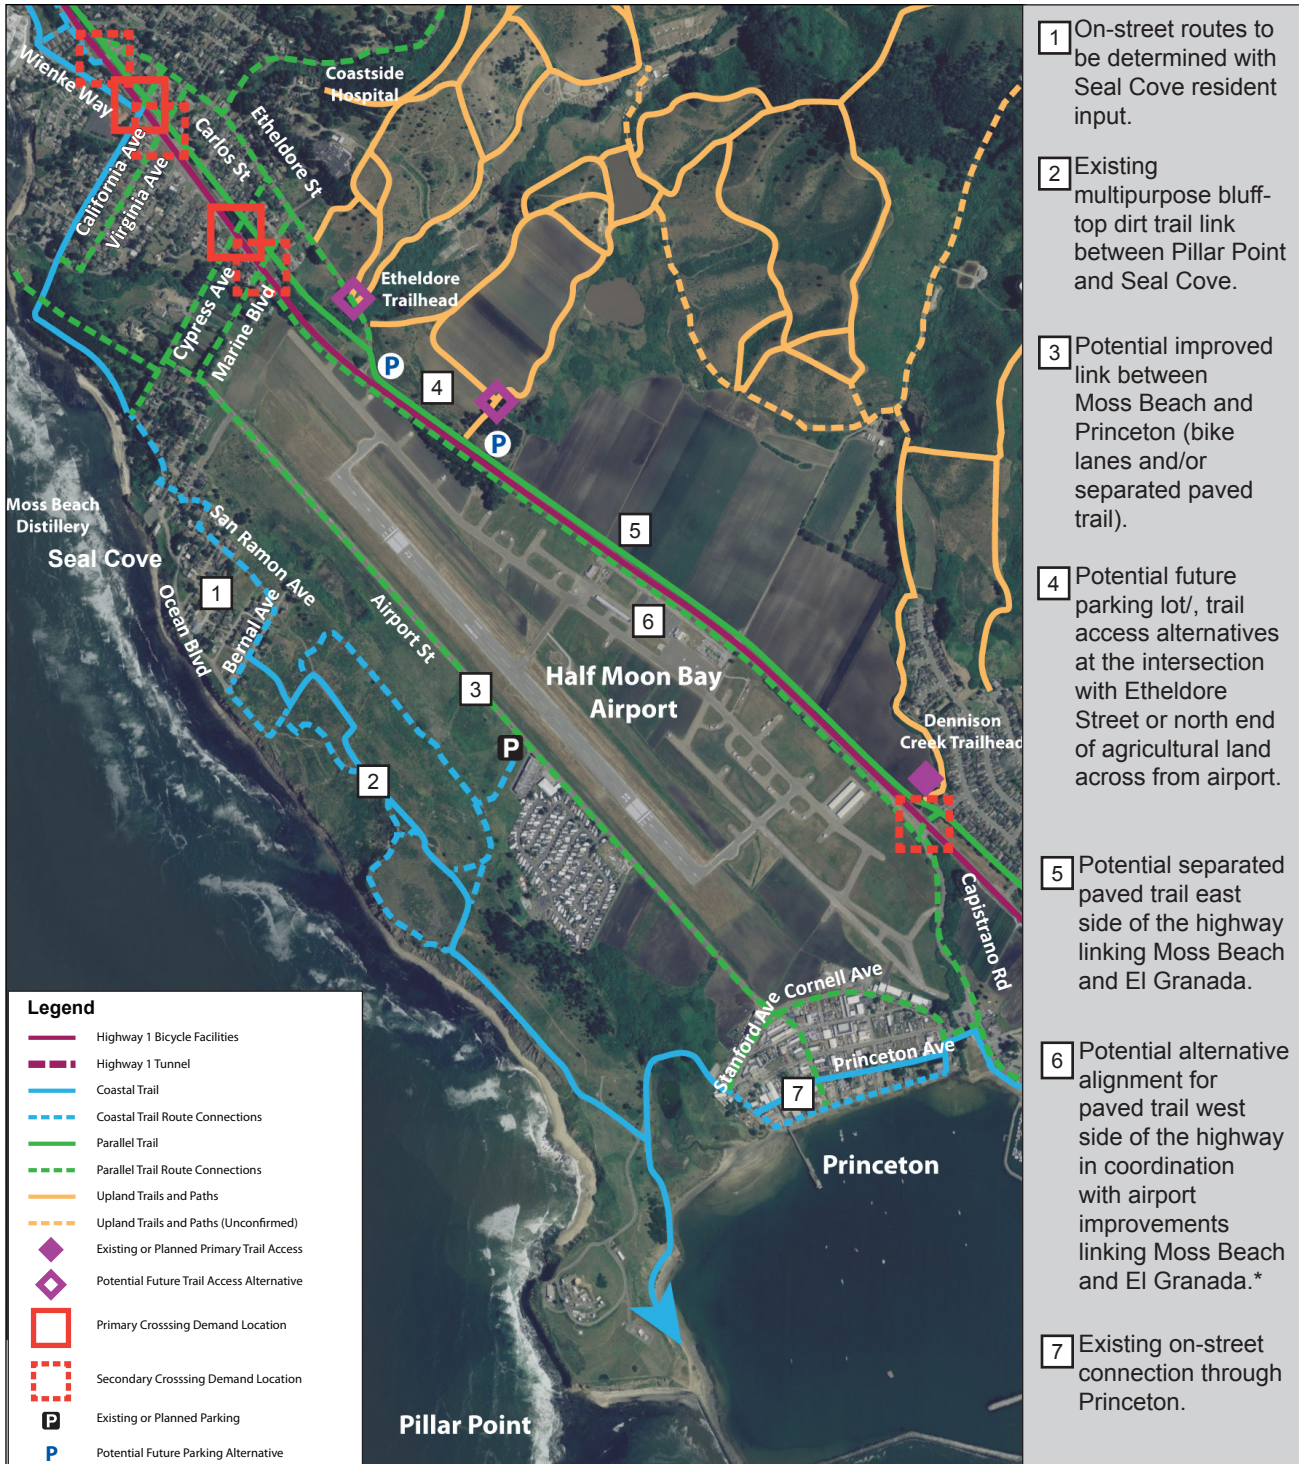 Wienke Way
Coastside
Hospital
Etheldore St
Carlos St
California Ave
Virginia Ave
Etheldore
Trailhead
Cypress Ave
Marine Blvd
P
4
P
Moss Beach
Distillery
Seal Cove
San Ramon Ave
1
Ocean Blvd
Bernal Ave
Airport St
5
6
3
Half Moon Bay
Airport
P
2
Dennison
Creek Trailhead
Capistrano Rd
Cornell Ave
Stanford Ave
Princeton Ave
7
Princeton
Pillar Point
Legend
Highway 1 Bicycle Facilities
Highway 1 Tunnel
Coastal Trail
Coastal Trail Route Connections
Parallel Trail
Parallel Trail Route Connections
Upland Trails and Paths
Upland Trails and Paths (Unconfirmed)
Existing or Planned Primary Trail Access
Potential Future Trail Access Alternative
Primary Crosssing Demand Location
Secondary Crosssing Demand Location
P Existing or Planned Parking
P Potential Future Parking Alternative
1 On-street routes to
be determined with
Seal Cove resident
input.
2 Existing
multipurpose bluff-
top dirt trail link
between Pillar Point
and Seal Cove.
3 Potential improved
link between
Moss Beach and
Princeton (bike
lanes and/or
separated paved
trail).
4 Potential future
parking lot/, trail
access alternatives
at the intersection
with Etheldore
Street or north end
of agricultural land
across from airport.
5 Potential separated
paved trail east
side of the highway
linking Moss Beach
and El Granada.
6 Potential alternative
alignment for
paved trail west
side of the highway
in coordination
with airport
improvements
linking Moss Beach
and El Granada.*
7 Existing on-street
connection through
Princeton.